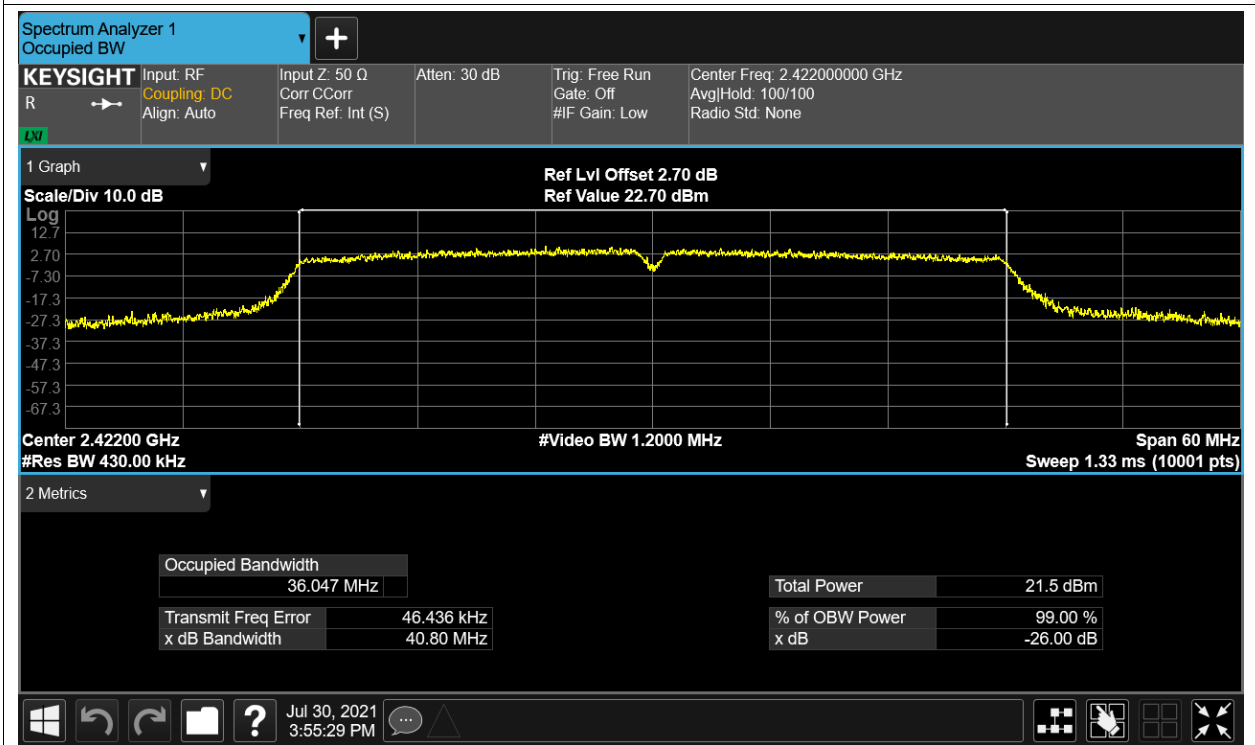 Spectrum Analyzer 1
Occupied BW
KEYSIGHT
R
LXI
Input: RF
Coupling: DC
Align: Auto
Input Z: 50 Ω
Corr CCorr
Freq Ref: Int (S)
Atten: 30 dB
Trig: Free Run
Gate: Off
#IF Gain: Low
Center Freq: 2.422000000 GHz
Avg|Hold: 100/100
Radio Std: None
1 Graph
Scale/Div 10.0 dB
Ref Lvl Offset 2.70 dB
Ref Value 22.70 dBm
Log
12.7
2.70
-7.30
-17.3
-27.3
-37.3
-47.3
-57.3
-67.3
Center 2.42200 GHz
#Video BW 1.2000 MHz
Span 60 MHz
#Res BW 430.00 kHz
Sweep 1.33 ms (10001 pts)
2 Metrics
Occupied Bandwidth
36.047 MHz
Total Power 21.5 dBm
Transmit Freq Error 46.436 kHz
% of OBW Power 99.00 %
x dB Bandwidth 40.80 MHz
x dB -26.00 dB
?
Jul 30, 2021
3:55:29 PM